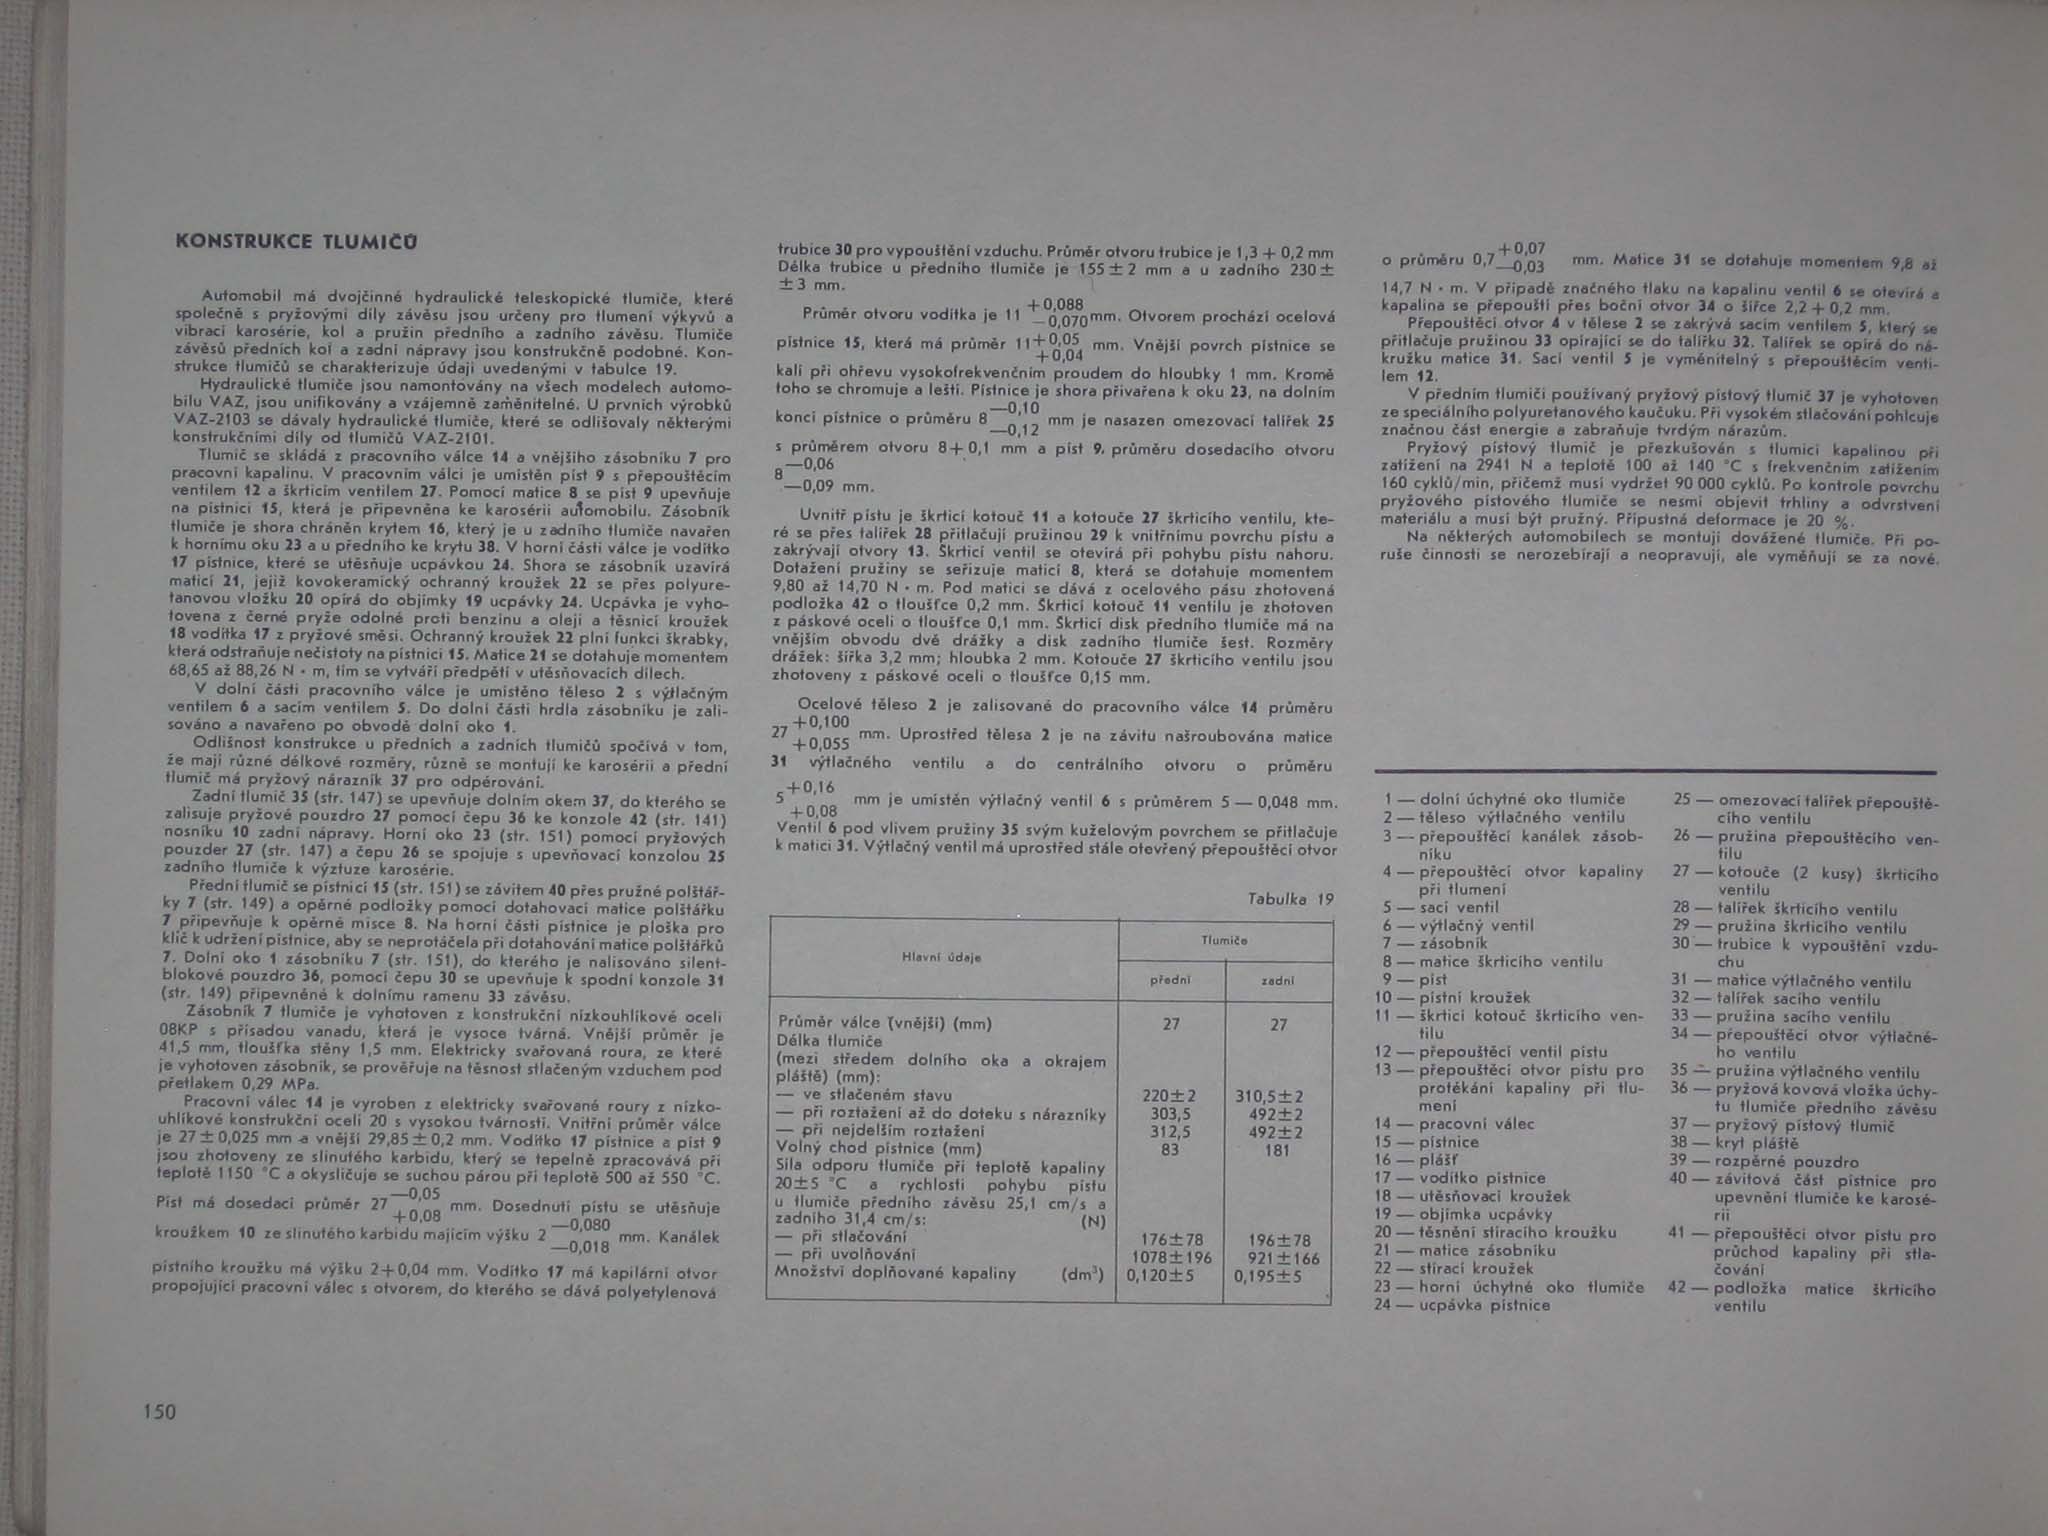 KONSTRUKCE TLUMIČŮ
Automobil má dvojčinné hydraulické teleskopické tlumiče, které
společně s pryžovými díly závěsu jsou určeny pro tlumení výkyvů a
vibrací karosérie, kol a pružin předního a zadního závěsu. Tlumiče
závěsů předních kol a zadní nápravy jsou konstrukčně podobné. Kon-
strukce tlumičů se charakterizuje údaji uvedenými v tabulce 19.
Hydraulické tlumiče jsou namontovány na všech modelech automo-
bilu VAZ, jsou unifikovány a vzájemně zaměnitelné. U prvních výrobků
VAZ-2103 se dávaly hydraulické tlumiče, které se odlišovaly některými
konstrukčními díly od tlumičů VAZ-2101.
Tlumič se skládá z pracovního válce 14 a vnějšího zásobníku 7 pro
pracovní kapalinu. V pracovním válci je umístěn píst 9 s přepouštěcím
ventilem 12 a škrticím ventilem 27. Pomocí matice 8 se píst 9 upevňuje
na pístnici 15, která je připevněna ke karosérii automobilu. Zásobník
tlumiče je shora chráněn krytem 16, který je u zadního tlumiče navařen
k hornímu oku 23 a u předního ke krytu 38. V horní části válce je vodítko
17 pístnice, které se utěsňuje ucpávkou 24. Shora se zásobník uzavírá
maticí 21, jejíž kovokeramický ochranný kroužek 22 se přes polyure-
tanovou vložku 20 opírá do objímky 19 ucpávky 24. Ucpávka je vyho-
tovena z černé pryže odolné proti benzínu a oleji a těsnicí kroužek
18 vodítka 17 z pryžové směsi. Ochranný kroužek 22 plní funkci škrabky,
která odstraňuje nečistoty na pístnici 15. Matice 21 se dotahuje momentem
68,65 až 88,26 N · m, tím se vytváří předpětí v utěsňovacích dílech.
V dolní části pracovního válce je umístěno těleso 2 s výtlačným
ventilem 6 a sacím ventilem 5. Do dolní části hrdla zásobníku je zali-
sováno a navařeno po obvodě dolní oko 1.
Odlišnost konstrukce u předních a zadních tlumičů spočívá v tom,
že mají různé délkové rozměry, různě se montují ke karosérii a přední
tlumič má pryžový nárazník 37 pro odpérování.
Zadní tlumič 35 (str. 147) se upevňuje dolním okem 37, do kterého se
zalisuje pryžové pouzdro 27 pomocí čepu 36 ke konzole 42 (str. 141)
nosníku 10 zadní nápravy. Horní oko 23 (str. 151) pomocí pryžových
pouzder 27 (str. 147) a čepu 26 se spojuje s upevňovací konzolou 25
zadního tlumiče k výztuze karosérie.
Přední tlumič se pístnicí 15 (str. 151) se závitem 40 přes pružné polštář-
ky 7 (str. 149) a opěrné podložky pomocí dotahovací matice polštářku
7 připevňuje k opěrné misce 8. Na horní části pístnice je ploška pro
klíč k udržení pístnice, aby se neprotáčela při dotahování matice polštářků
7. Dolní oko 1 zásobníku 7 (str. 151), do kterého je nalisováno silent-
blokové pouzdro 36, pomocí čepu 30 se upevňuje k spodní konzole 31
(str. 149) připevněné k dolnímu ramenu 33 závěsu.
Zásobník 7 tlumiče je vyhotoven z konstrukční nízkouhlíkové oceli
08KP s přísadou vanadu, která je vysoce tvárná. Vnější průměr je
41,5 mm, tloušťka stěny 1,5 mm. Elektricky svařovaná roura, ze které
je vyhotoven zásobník, se prověřuje na těsnost stlačeným vzduchem pod
přetlakem 0,29 MPa.
Pracovní válec 14 je vyroben z elektricky svařované roury z nízko-
uhlíkové konstrukční oceli 20 s vysokou tvárností. Vnitřní průměr válce
je 27 ± 0,025 mm a vnější 29,85 ± 0,2 mm. Vodítko 17 pístnice a píst 9
jsou zhotoveny ze slinutého karbidu, který se tepelně zpracovává při
teplotě 1150 °C a okysličuje se suchou párou při teplotě 500 až 550 °C.
Píst má dosedací průměr 27 —0,05 +0,08 mm. Dosednutí pístu se utěsňuje
kroužkem 10 ze slinutého karbidu majícím výšku 2 —0,080 —0,018 mm. Kanálek
pístního kroužku má výšku 2+0,04 mm. Vodítko 17 má kapilární otvor
propojující pracovní válec s otvorem, do kterého se dává polyetylenová
trubice 30 pro vypouštění vzduchu. Průměr otvoru trubice je 1,3 + 0,2 mm
Délka trubice u předního tlumiče je 155 ± 2 mm a u zadního 230 ±
± 3 mm.
Průměr otvoru vodítka je 11 +0,088 —0,070 mm. Otvorem prochází ocelová
pístnice 15, která má průměr 11 +0,05 +0,04 mm. Vnější povrch pístnice se
kalí při ohřevu vysokofrekvenčním proudem do hloubky 1 mm. Kromě
toho se chromuje a leští. Pístnice je shora přivařena k oku 23, na dolním
konci pístnice o průměru 8 —0,10 —0,12 mm je nasazen omezovací talířek 25
s průměrem otvoru 8+0,1 mm a píst 9, průměru dosedacího otvoru
8 —0,06 —0,09 mm.
Uvnitř pístu je škrticí kotouč 11 a kotouče 27 škrticího ventilu, kte-
ré se přes talířek 28 přitlačují pružinou 29 k vnitřnímu povrchu pístu a
zakrývají otvory 13. Škrticí ventil se otevírá při pohybu pístu nahoru.
Dotažení pružiny se seřizuje maticí 8, která se dotahuje momentem
9,80 až 14,70 N · m. Pod matici se dává z ocelového pásu zhotovená
podložka 42 o tloušťce 0,2 mm. Škrticí kotouč 11 ventilu je zhotoven
z páskové oceli o tloušťce 0,1 mm. Škrticí disk předního tlumiče má na
vnějším obvodu dvě drážky a disk zadního tlumiče šest. Rozměry
drážek: šířka 3,2 mm; hloubka 2 mm. Kotouče 27 škrticího ventilu jsou
zhotoveny z páskové oceli o tloušťce 0,15 mm.
Ocelové těleso 2 je zalisované do pracovního válce 14 průměru
27 +0,100 +0,055 mm. Uprostřed tělesa 2 je na závitu našroubována matice
31 výtlačného ventilu a do centrálního otvoru o průměru
5 +0,16 +0,08 mm je umístěn výtlačný ventil 6 s průměrem 5 — 0,048 mm.
Ventil 6 pod vlivem pružiny 35 svým kuželovým povrchem se přitlačuje
k matici 31. Výtlačný ventil má uprostřed stále otevřený přepouštěcí otvor
Tabulka 19
Hlavní údaje
Tlumiče
přední zadní
Průměr válce (vnější) (mm) 27 27
Délka tlumiče
(mezi středem dolního oka a okrajem
pláště) (mm):
— ve stlačeném stavu 220±2 310,5±2
— při roztažení až do doteku s nárazníky 303,5 492±2
— při nejdelším roztažení 312,5 492±2
Volný chod pístnice (mm) 83 181
Síla odporu tlumiče při teplotě kapaliny
20±5 °C a rychlosti pohybu pístu
u tlumiče předního závěsu 25,1 cm/s a
zadního 31,4 cm/s: (N)
— při stlačování 176±78 196±78
— při uvolňování 1078±196 921±166
Množství doplňované kapaliny (dm³) 0,120±5 0,195±5
o průměru 0,7 +0,07 —0,03 mm. Matice 31 se dotahuje momentem 9,8 až
14,7 N · m. V případě značného tlaku na kapalinu ventil 6 se otevírá a
kapalina se přepouští přes boční otvor 34 o šířce 2,2 + 0,2 mm.
Přepouštěcí otvor 4 v tělese 2 se zakrývá sacím ventilem 5, který se
přitlačuje pružinou 33 opírající se do talířku 32. Talířek se opírá do ná-
kružku matice 31. Sací ventil 5 je vyměnitelný s přepouštěcím venti-
lem 12.
V předním tlumiči používaný pryžový pístový tlumič 37 je vyhotoven
ze speciálního polyuretanového kaučuku. Při vysokém stlačování pohlcuje
značnou část energie a zabraňuje tvrdým nárazům.
Pryžový pístový tlumič je přezkušován s tlumicí kapalinou při
zatížení na 2941 N a teplotě 100 až 140 °C s frekvenčním zatížením
160 cyklů/min, přičemž musí vydržet 90 000 cyklů. Po kontrole povrchu
pryžového pístového tlumiče se nesmí objevit trhliny a odvrstvení
materiálu a musí být pružný. Přípustná deformace je 20 %.
Na některých automobilech se montují dovážené tlumiče. Při po-
ruše činnosti se nerozebírají a neopravují, ale vyměňují se za nové.
1 — dolní úchytné oko tlumiče
2 — těleso výtlačného ventilu
3 — přepouštěcí kanálek zásob-
níku
4 — přepouštěcí otvor kapaliny
při tlumení
5 — sací ventil
6 — výtlačný ventil
7 — zásobník
8 — matice škrticího ventilu
9 — píst
10 — pístní kroužek
11 — škrticí kotouč škrticího ven-
tilu
12 — přepouštěcí ventil pístu
13 — přepouštěcí otvor pístu pro
protékání kapaliny při tlu-
mení
14 — pracovní válec
15 — pístnice
16 — plášť
17 — vodítko pístnice
18 — utěsňovací kroužek
19 — objímka ucpávky
20 — těsnění stíracího kroužku
21 — matice zásobníku
22 — stírací kroužek
23 — horní úchytné oko tlumiče
24 — ucpávka pístnice
25 — omezovací talířek přepouště-
cího ventilu
26 — pružina přepouštěcího ven-
tilu
27 — kotouče (2 kusy) škrticího
ventilu
28 — talířek škrticího ventilu
29 — pružina škrticího ventilu
30 — trubice k vypouštění vzdu-
chu
31 — matice výtlačného ventilu
32 — talířek sacího ventilu
33 — pružina sacího ventilu
34 — přepouštěcí otvor výtlačné-
ho ventilu
35 — pružina výtlačného ventilu
36 — pryžová kovová vložka úchy-
tu tlumiče předního závěsu
37 — pryžový pístový tlumič
38 — kryt pláště
39 — rozpěrné pouzdro
40 — závitová část pístnice pro
upevnění tlumiče ke karosé-
rii
41 — přepouštěcí otvor pístu pro
průchod kapaliny při stla-
čování
42 — podložka matice škrticího
ventilu
150